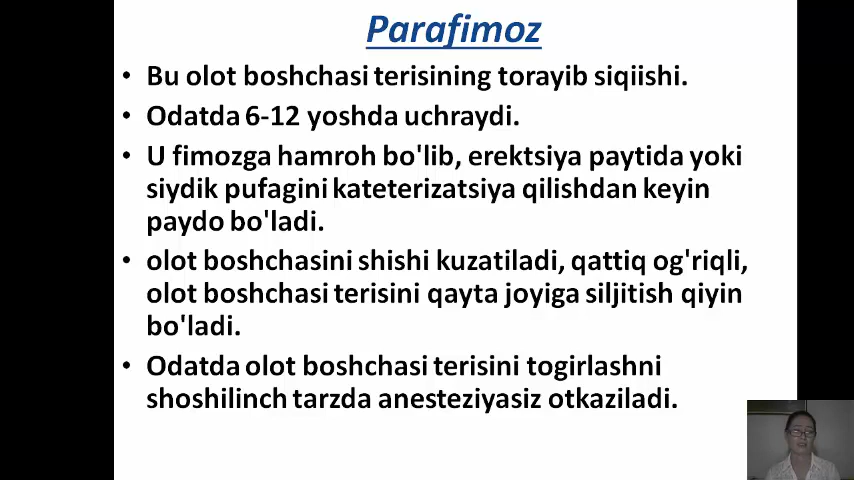 Parafimoz
• Bu olot boshchasi terisining torayib siqiishi.
• Odatda 6-12 yoshda uchraydi.
• U fimozga hamroh bo'lib, erektsiya paytida yoki
siydik pufagini kateterizatsiya qilishdan keyin
paydo bo'ladi.
• olot boshchasini shishi kuzatiladi, qattiq og'riqli,
olot boshchasi terisini qayta joyiga siljitish qiyin
bo'ladi.
• Odatda olot boshchasi terisini togirlashni
shoshilinch tarzda anesteziyasiz otkaziladi.